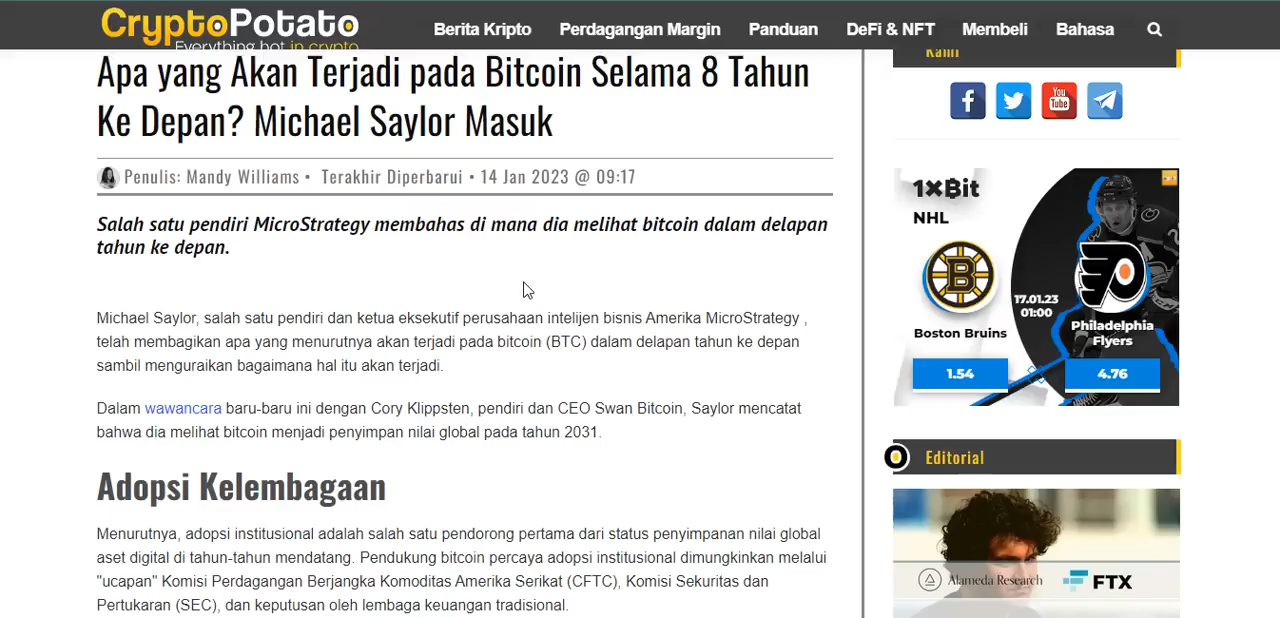 CryptoPotato
Everything hot in crypto
Berita Kripto Perdagangan Margin Panduan DeFi & NFT Membeli Bahasa
Apa yang Akan Terjadi pada Bitcoin Selama 8 Tahun
Ke Depan? Michael Saylor Masuk
Penulis: Mandy Williams • Terakhir Diperbarui • 14 Jan 2023 @ 09:17
Salah satu pendiri MicroStrategy membahas di mana dia melihat bitcoin dalam delapan
tahun ke depan.
Michael Saylor, salah satu pendiri dan ketua eksekutif perusahaan intelijen bisnis Amerika MicroStrategy ,
telah membagikan apa yang menurutnya akan terjadi pada bitcoin (BTC) dalam delapan tahun ke depan
sambil menguraikan bagaimana hal itu akan terjadi.
Dalam wawancara baru-baru ini dengan Cory Klippsten, pendiri dan CEO Swan Bitcoin, Saylor mencatat
bahwa dia melihat bitcoin menjadi penyimpan nilai global pada tahun 2031.
Adopsi Kelembagaan
Menurutnya, adopsi institusional adalah salah satu pendorong pertama dari status penyimpanan nilai global
aset digital di tahun-tahun mendatang. Pendukung bitcoin percaya adopsi institusional dimungkinkan melalui
"ucapan" Komisi Perdagangan Berjangka Komoditas Amerika Serikat (CFTC), Komisi Sekuritas dan
Pertukaran (SEC), dan keputusan oleh lembaga keuangan tradisional.
Kami
You
Tube
1XBit
NHL
17.01.23
01:00
Boston Bruins
Philadelphia
Flyers
1.54 4.76
Editorial
Alameda Research FTX